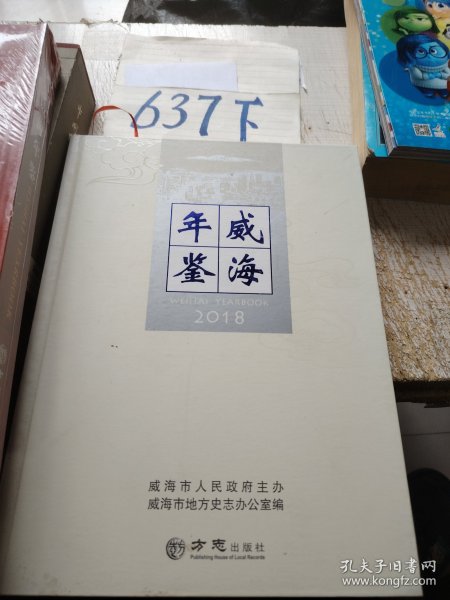 637下
威海
年鉴
WEIHAI YEARBOOK
2018
威海市人民政府主办
威海市地方史志办公室编
方志出版社
Publishing House of Local Records
孔夫子旧书网
www.kongfz.com